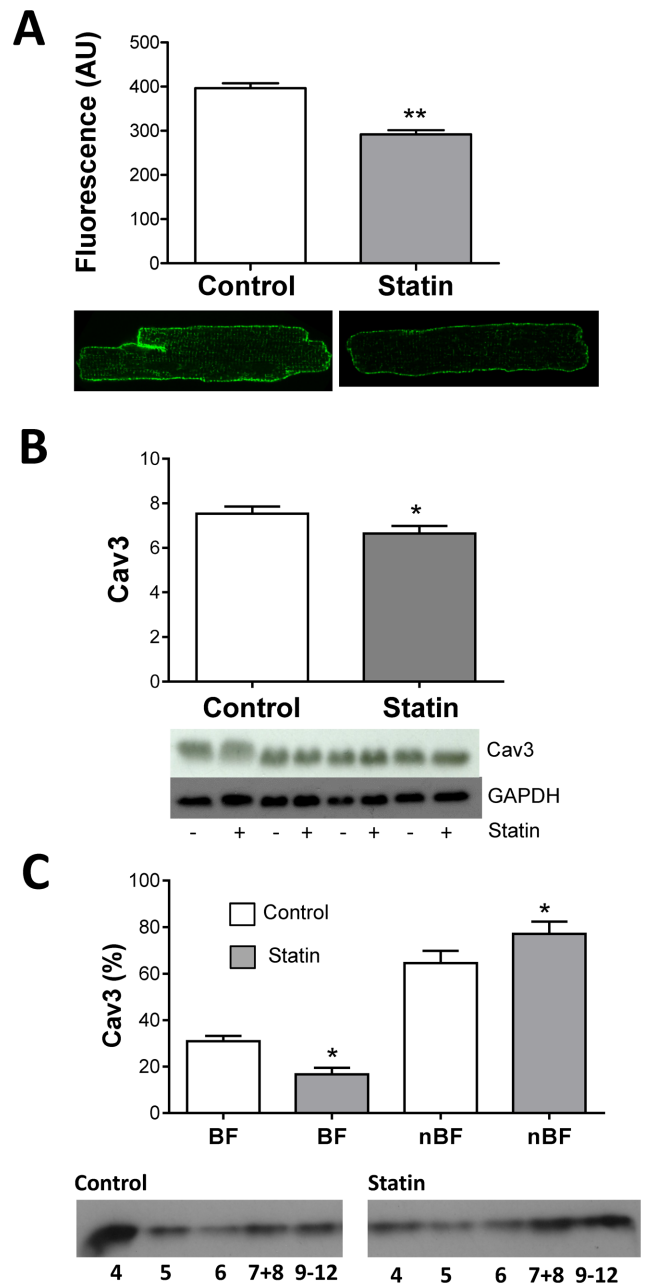 A
Fluorescence (AU)
500
400
300
200
100
0
**
Control Statin
B
Cav3
10
8
6
4
2
0
*
Control Statin
Cav3
GAPDH
- + - + - + - + Statin
C
Cav3 (%)
100
80
60
40
20
0
Control
Statin
*
*
BF BF nBF nBF
Control Statin
4 5 6 7+8 9-12 4 5 6 7+8 9-12